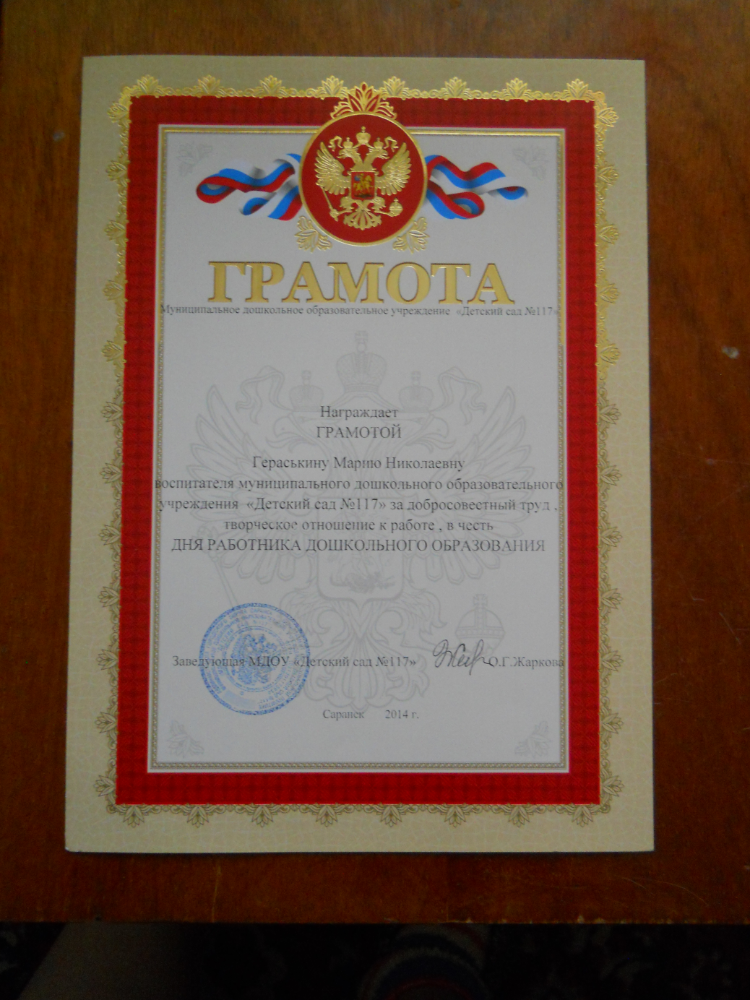 ГРАМОТА
Муниципальное дошкольное образовательное учреждение «Детский сад №117»
Награждает
ГРАМОТОЙ
Гераськину Марию Николаевну
воспитателя муниципального дошкольного образовательного
учреждения «Детский сад №117» за добросовестный труд ,
творческое отношение к работе , в честь
ДНЯ РАБОТНИКА ДОШКОЛЬНОГО ОБРАЗОВАНИЯ
Заведующая МДОУ «Детский сад №117» О.Г.Жаркова
Саранск 2014 г.